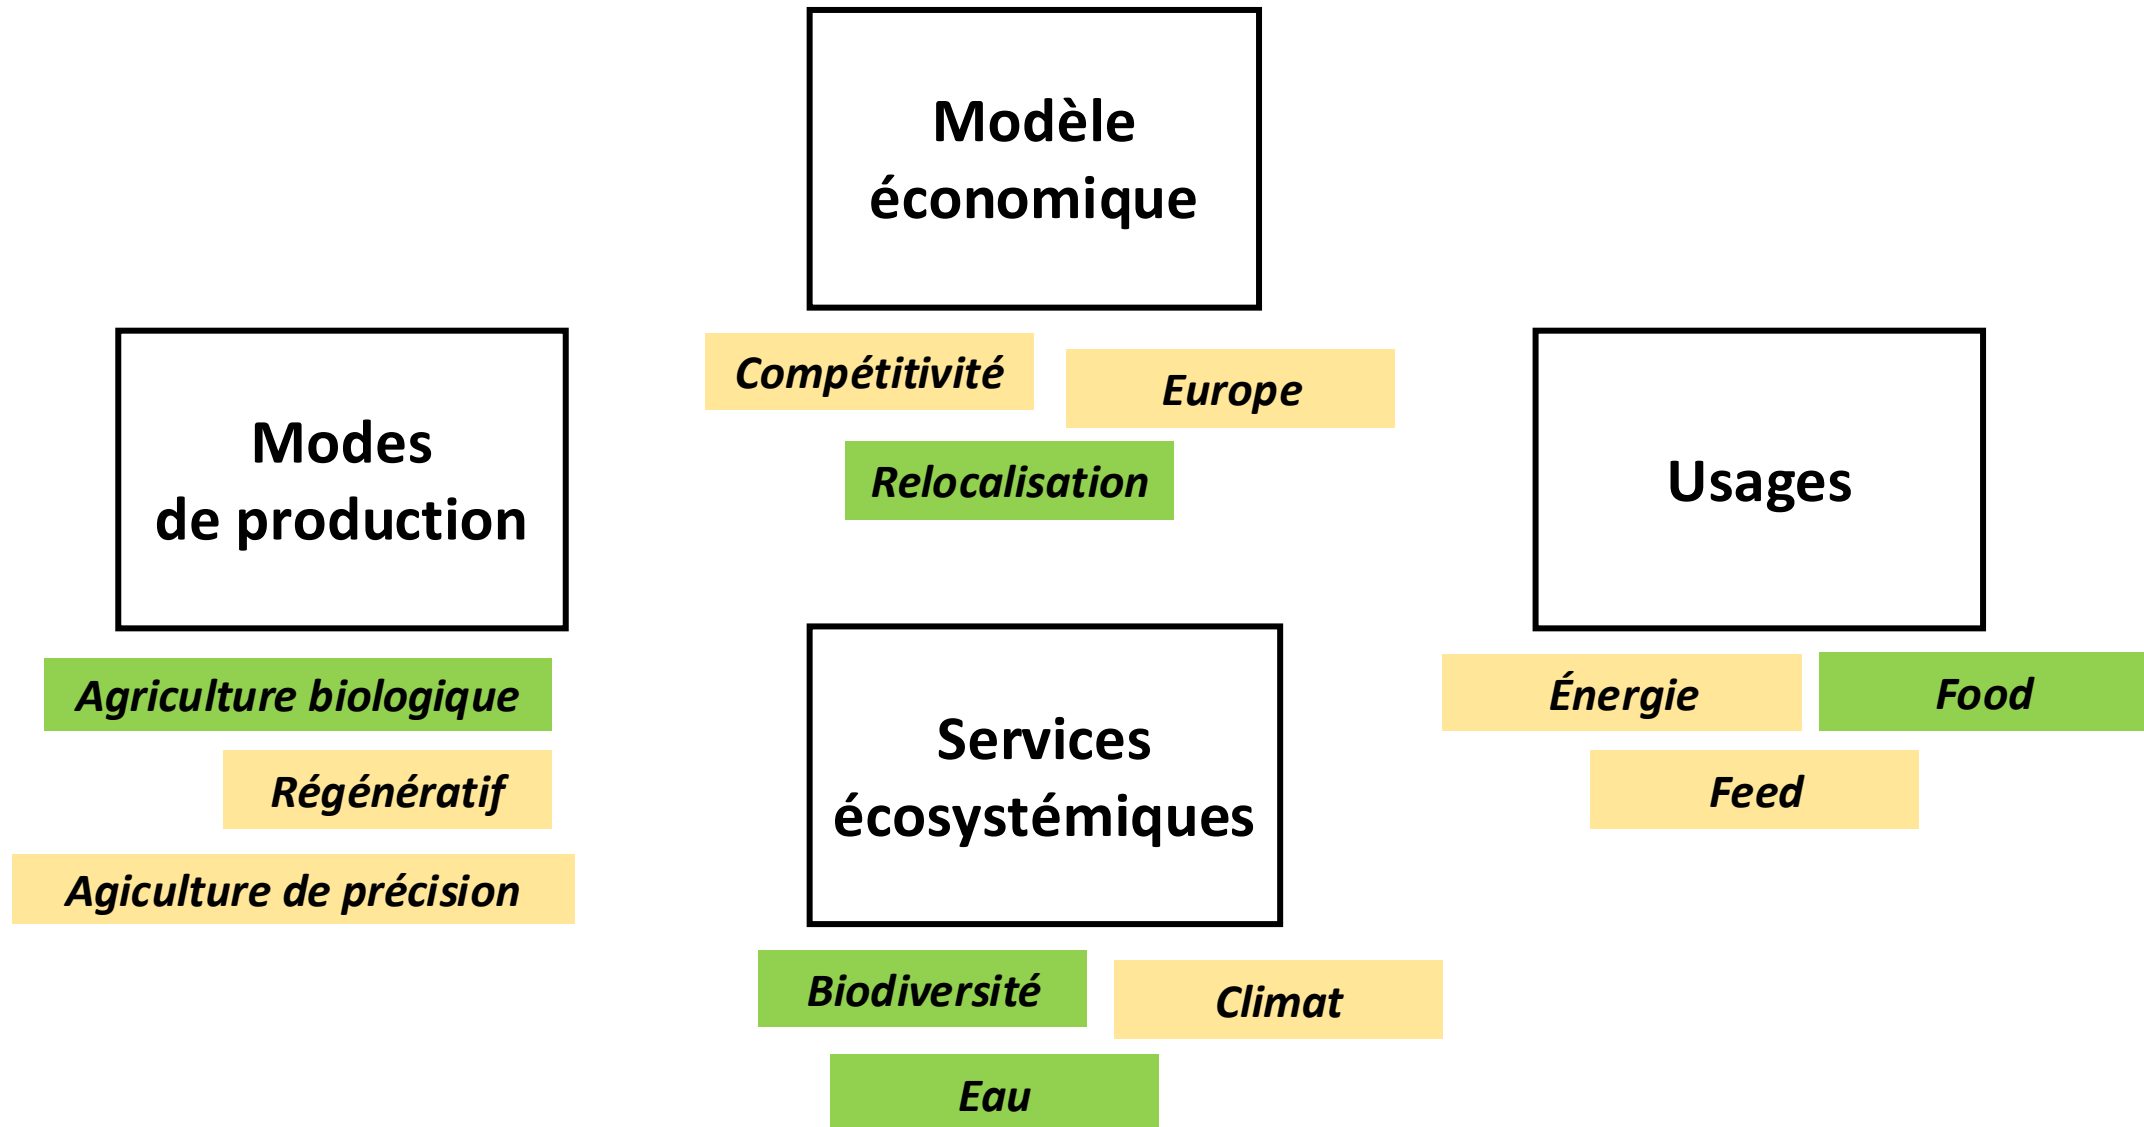 Modèle
économique
Compétitivité
Europe
Relocalisation
Modes
de production
Agriculture biologique
Régénératif
Agiculture de précision
Services
écosystémiques
Biodiversité
Climat
Eau
Usages
Énergie
Food
Feed